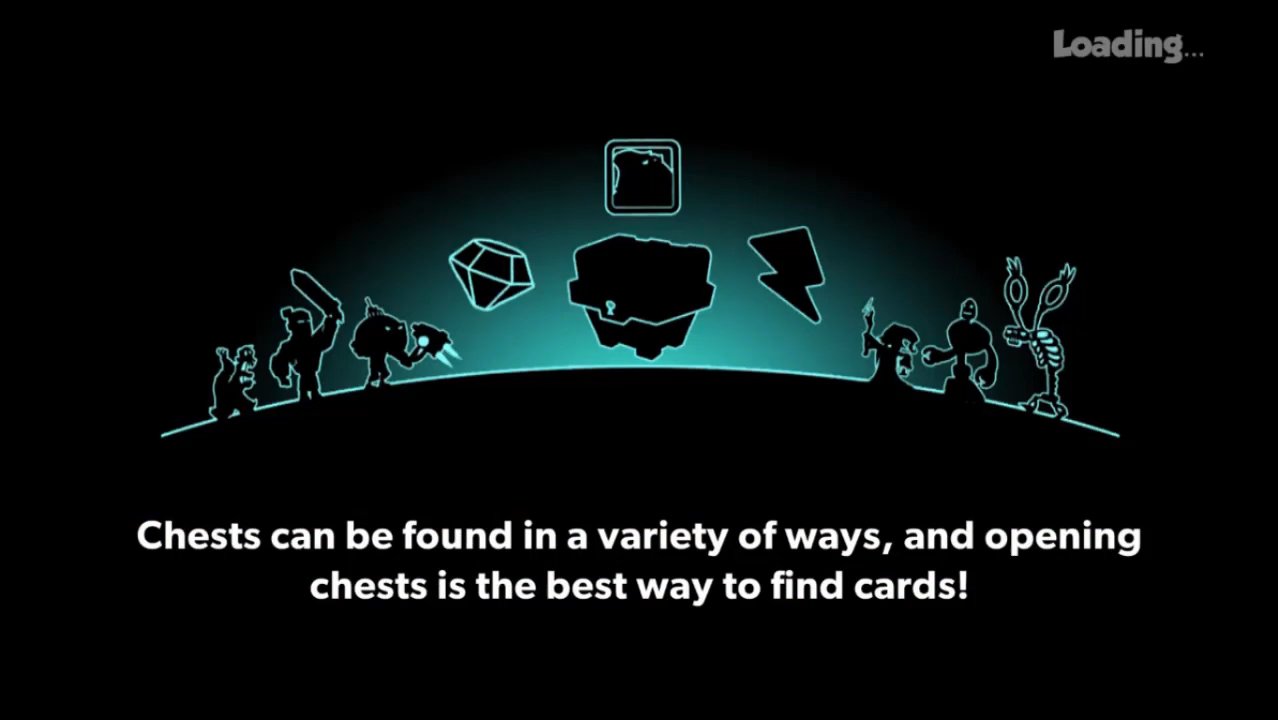 Loading...
Chests can be found in a variety of ways, and opening
chests is the best way to find cards!